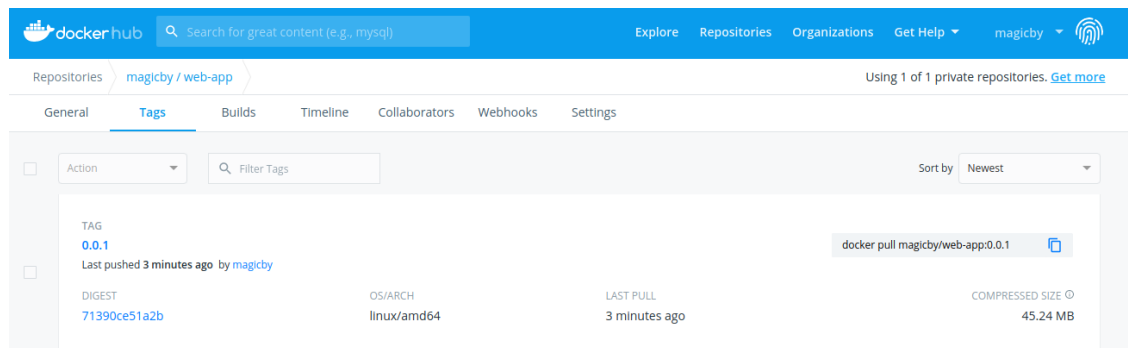 dockerhub Search for great content (e.g., mysql) Explore Repositories Organizations Get Help magicby
Repositories magicby / web-app Using 1 of 1 private repositories. Get more
General Tags Builds Timeline Collaborators Webhooks Settings
Action Filter Tags Sort by Newest
TAG
0.0.1 docker pull magicby/web-app:0.0.1
Last pushed 3 minutes ago by magicby
DIGEST OS/ARCH LAST PULL COMPRESSED SIZE
71390ce51a2b linux/amd64 3 minutes ago 45.24 MB